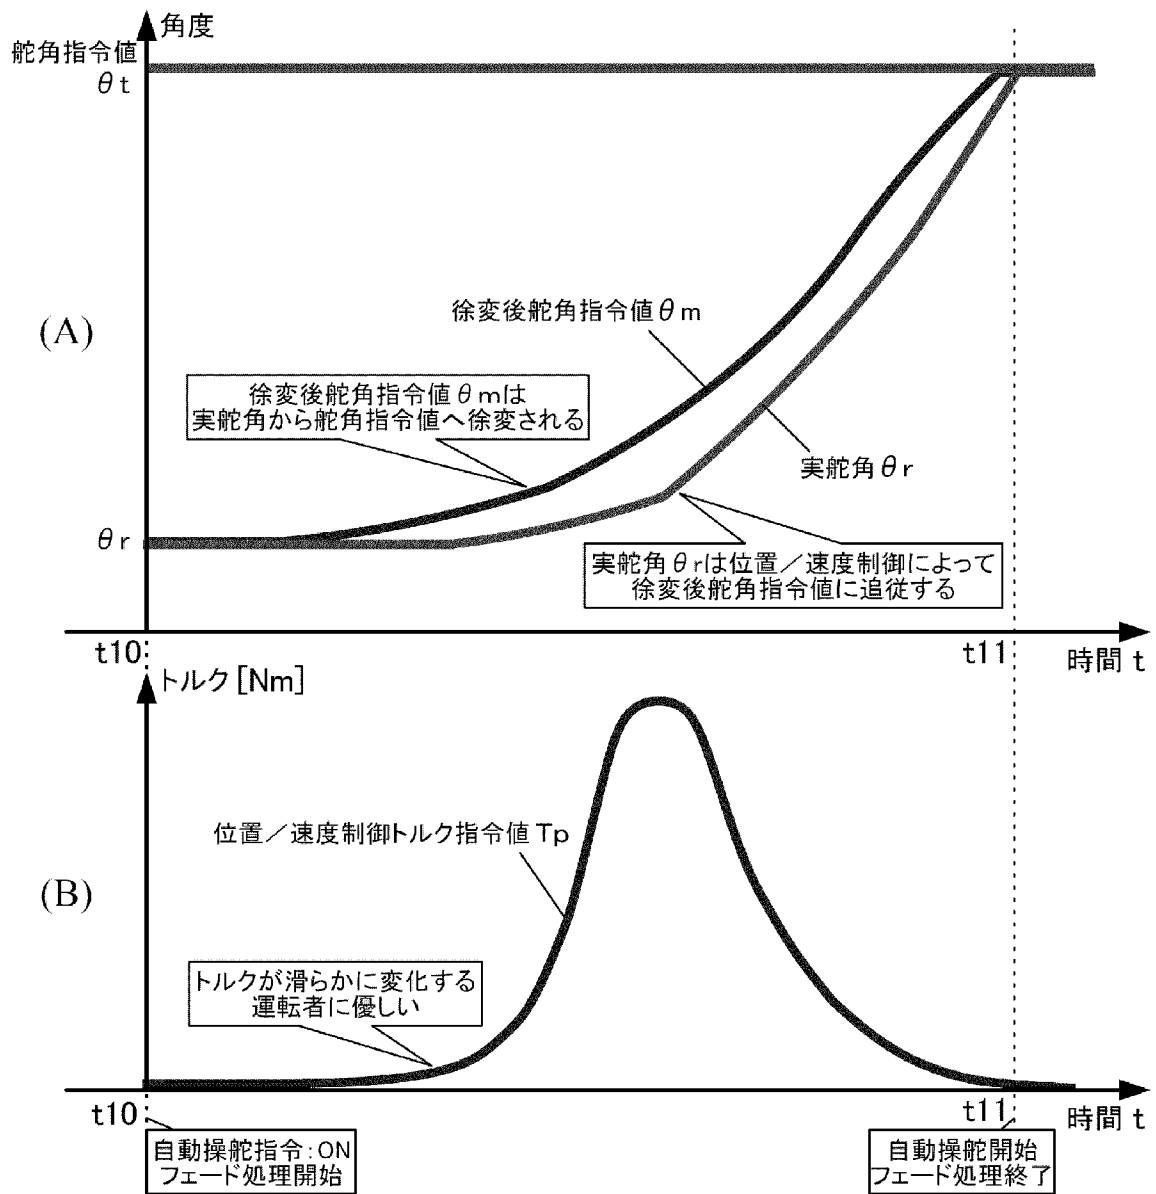 角度
舵角指令値
θt
(A)
徐変後舵角指令値θm
徐変後舵角指令値θmは
実舵角から舵角指令値へ徐変される
実舵角θr
θr
実舵角θrは位置／速度制御によって
徐変後舵角指令値に追従する
t10
t11
時間 t
トルク[Nm]
位置／速度制御トルク指令値Tp
(B)
トルクが滑らかに変化する
運転者に優しい
t10
t11
時間 t
自動操舵指令:ON
フェード処理開始
自動操舵開始
フェード処理終了